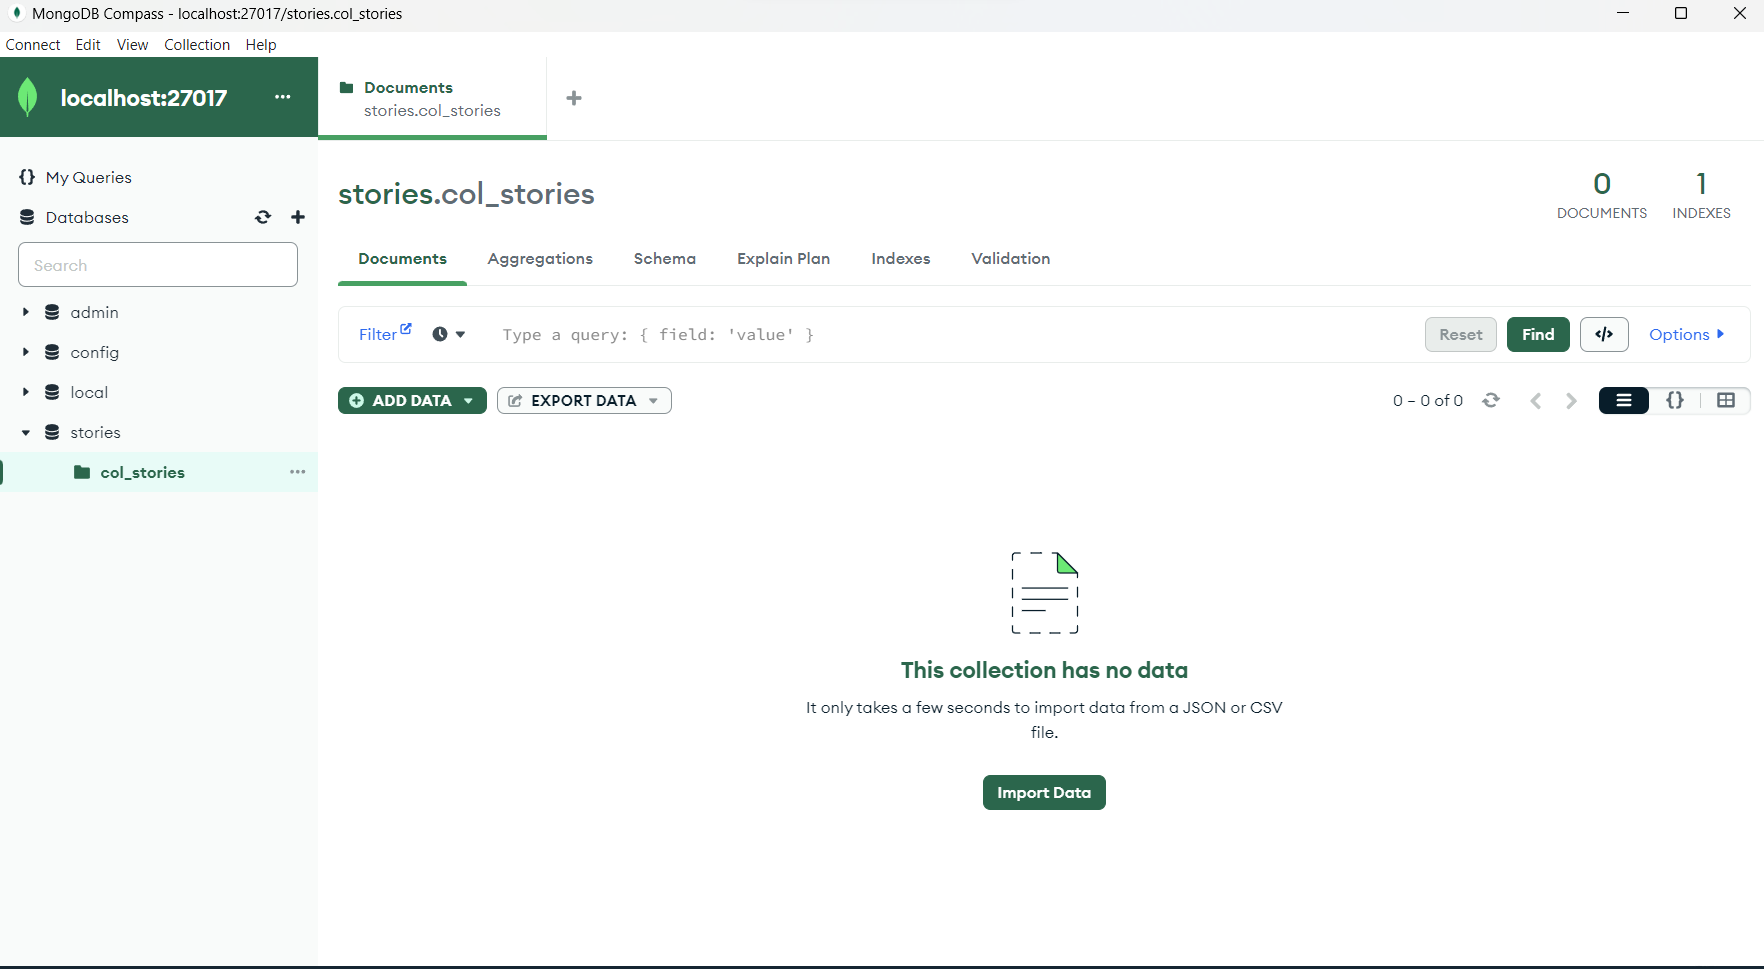 MongoDB Compass - localhost:27017/stories.col_stories
Connect Edit View Collection Help
localhost:27017 ···
Documents
stories.col_stories
My Queries
Databases
Search
admin
config
local
stories
col_stories ···
stories.col_stories
0
DOCUMENTS
1
INDEXES
Documents Aggregations Schema Explain Plan Indexes Validation
Filter Type a query: { field: 'value' } Reset Find </> Options
ADD DATA EXPORT DATA 0 – 0 of 0 {}
This collection has no data
It only takes a few seconds to import data from a JSON or CSV
file.
Import Data